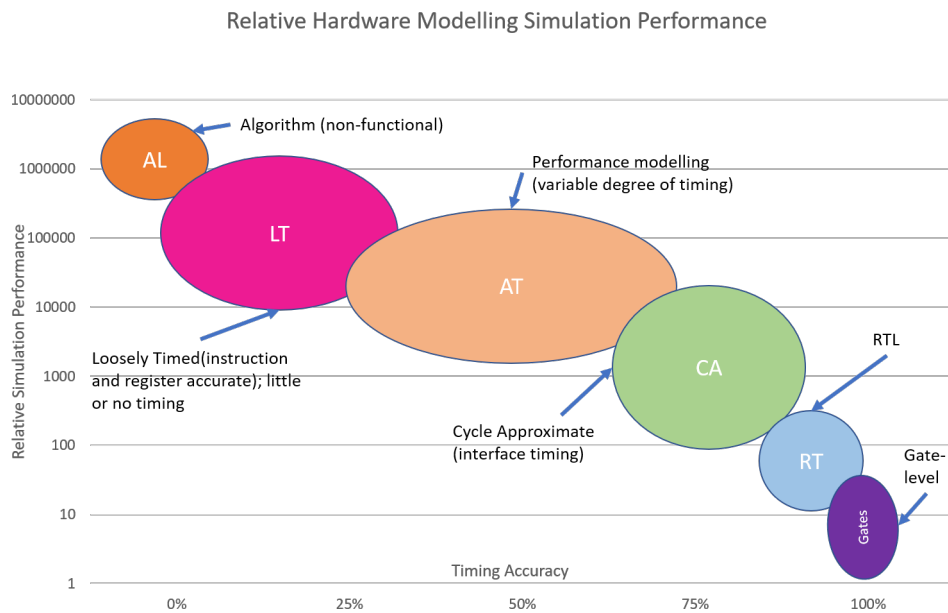 Relative Hardware Modelling Simulation Performance
Relative Simulation Performance
10000000
1000000
100000
10000
1000
100
10
1
AL
Algorithm (non-functional)
LT
Performance modelling
(variable degree of timing)
AT
Loosely Timed(instruction
and register accurate); little
or no timing
CA
Cycle Approximate
(interface timing)
RTL
RT
Gate-
level
Gates
Timing Accuracy
0%
25%
50%
75%
100%